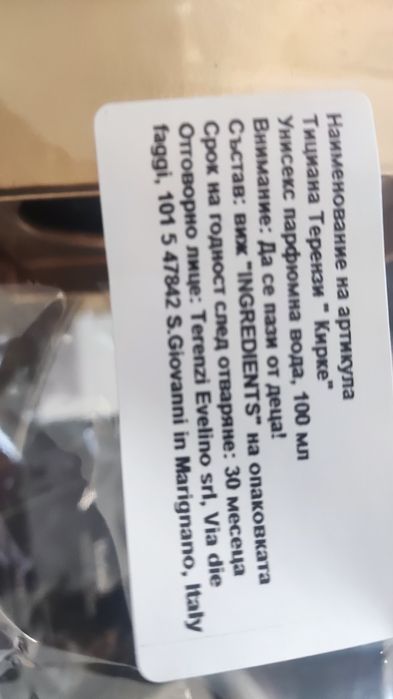 Наименование на артикула
Тициана Терензи " Кирке"
Унисекс парфюмна вода, 100 мл
Внимание: Да се пази от деца!
Състав: виж "INGREDIENTS" на опаковката
Срок на годност след отваряне: 30 месеца
Отговорно лице: Terenzi Evelino srl, Via die
faggi, 101 5 47842 S.Giovanni in Marignano, Italy